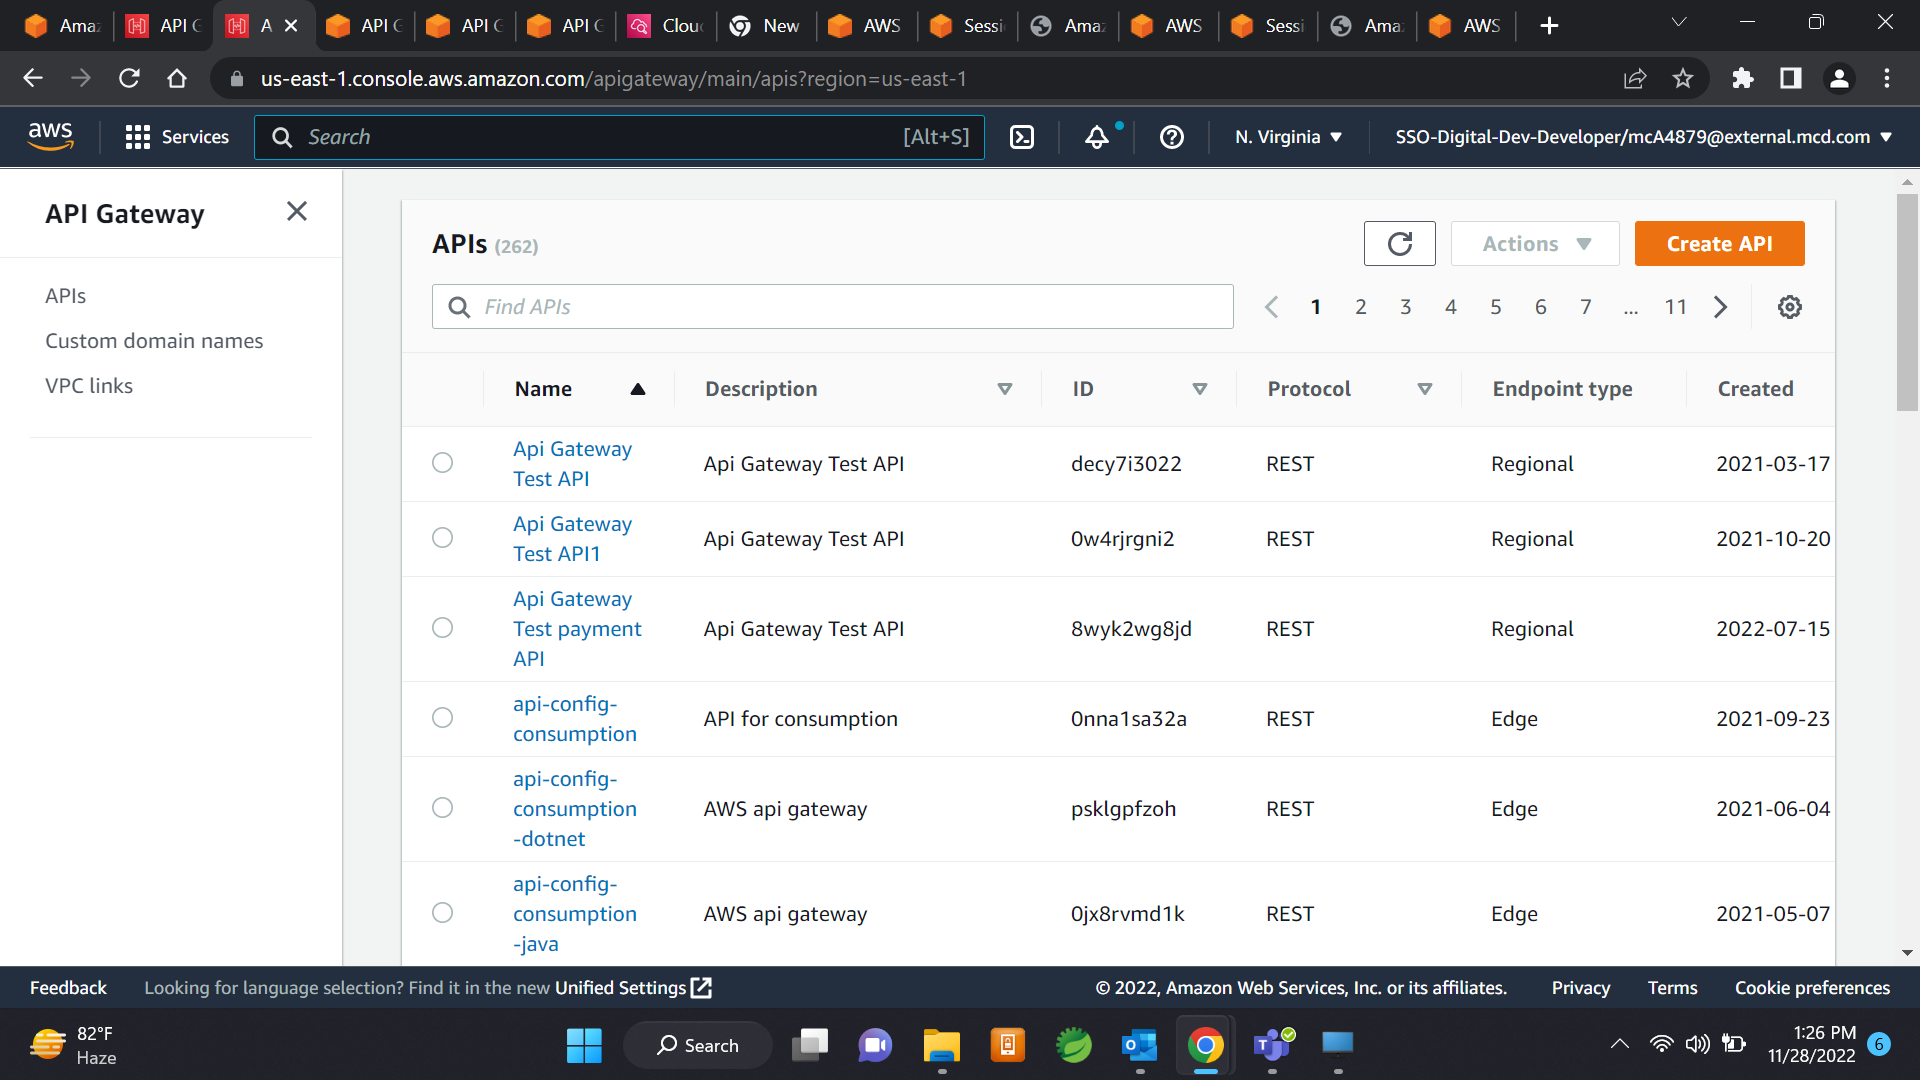 Amaz API G A API G API G API G Clou New AWS Sessi Amaz AWS Sessi Amaz AWS
us-east-1.console.aws.amazon.com/apigateway/main/apis?region=us-east-1
aws Services Search [Alt+S] N. Virginia SSO-Digital-Dev-Developer/mcA4879@external.mcd.com
API Gateway
APIs
Custom domain names
VPC links
APIs (262) Actions Create API
Find APIs 1 2 3 4 5 6 7 ... 11
Name Description ID Protocol Endpoint type Created
Api Gateway
Test API Api Gateway Test API decy7i3022 REST Regional 2021-03-17
Api Gateway
Test API1 Api Gateway Test API 0w4rjrgni2 REST Regional 2021-10-20
Api Gateway
Test payment Api Gateway Test API 8wyk2wg8jd REST Regional 2022-07-15
API
api-config-
consumption API for consumption 0nna1sa32a REST Edge 2021-09-23
api-config-
consumption AWS api gateway psklgpfzoh REST Edge 2021-06-04
-dotnet
api-config-
consumption AWS api gateway 0jx8rvmd1k REST Edge 2021-05-07
-java
Feedback Looking for language selection? Find it in the new Unified Settings © 2022, Amazon Web Services, Inc. or its affiliates. Privacy Terms Cookie preferences
82°F
Haze
Search
1:26 PM
11/28/2022
6